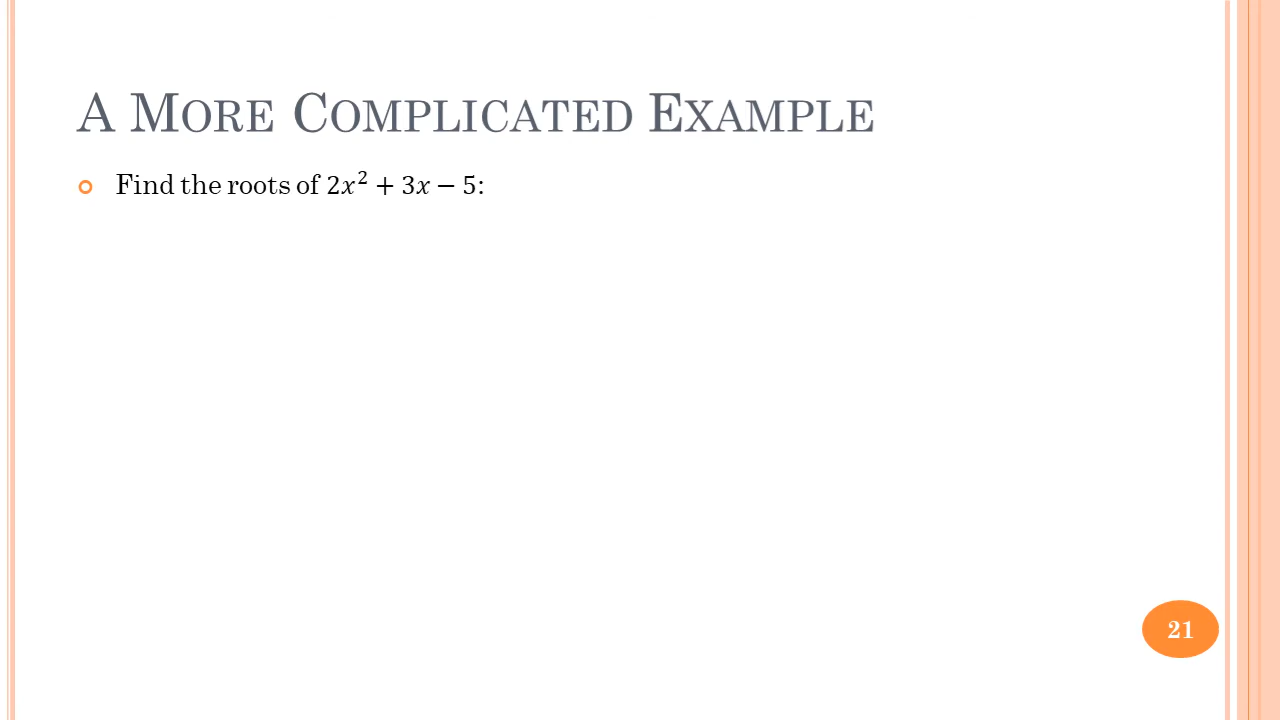 A More Complicated Example
Find the roots of 2𝑥² + 3𝑥 − 5:
21